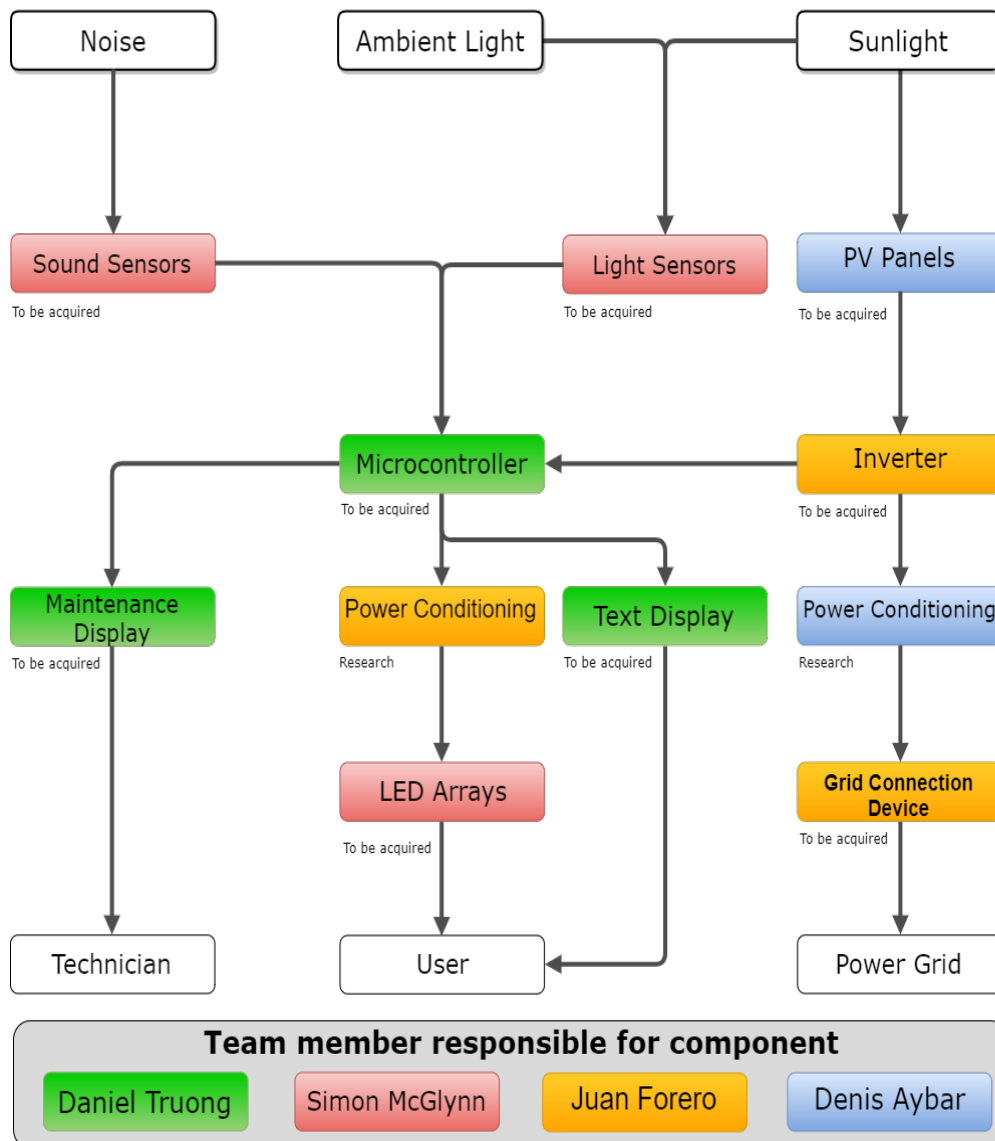 Noise
Ambient Light
Sunlight
Sound Sensors
Light Sensors
PV Panels
To be acquired
To be acquired
To be acquired
Microcontroller
Inverter
To be acquired
To be acquired
Maintenance
Display
Power Conditioning
Text Display
Power Conditioning
To be acquired
Research
To be acquired
Research
LED Arrays
Grid Connection
Device
To be acquired
To be acquired
Technician
User
Power Grid
Team member responsible for component
Daniel Truong
Simon McGlynn
Juan Forero
Denis Aybar